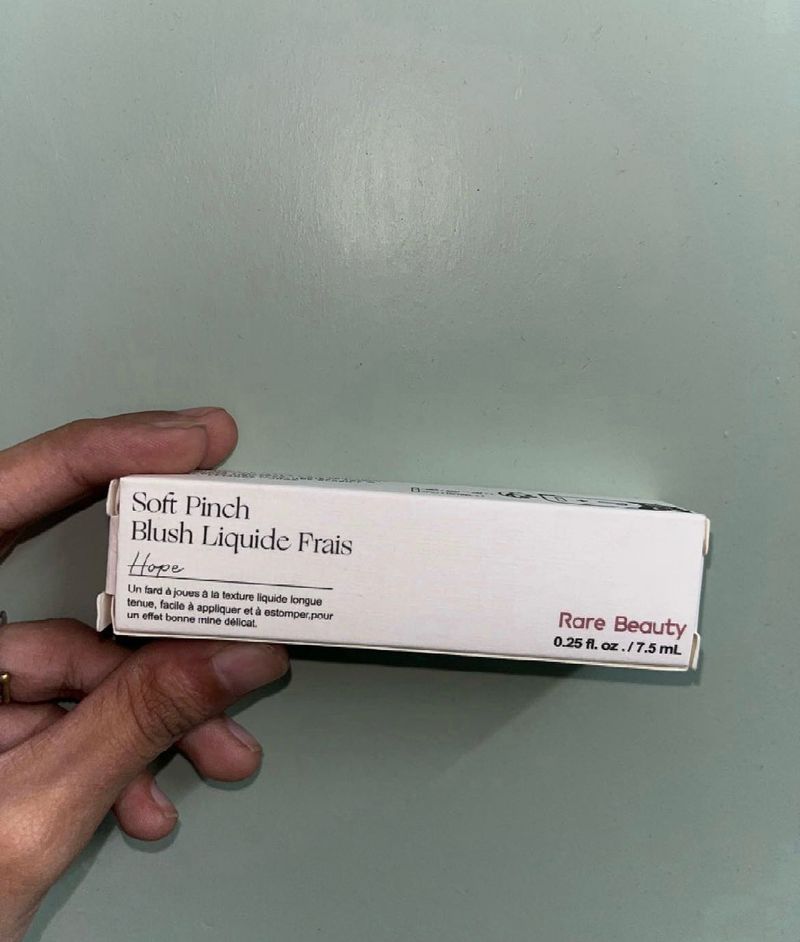 Soft Pinch
Blush Liquide Frais
Hope
Un fard à joues à la texture liquide longue
tenue, facile à appliquer et à estomper,pour
un effet bonne mine délicat.
Rare Beauty
0.25 fl. oz . / 7.5 mL